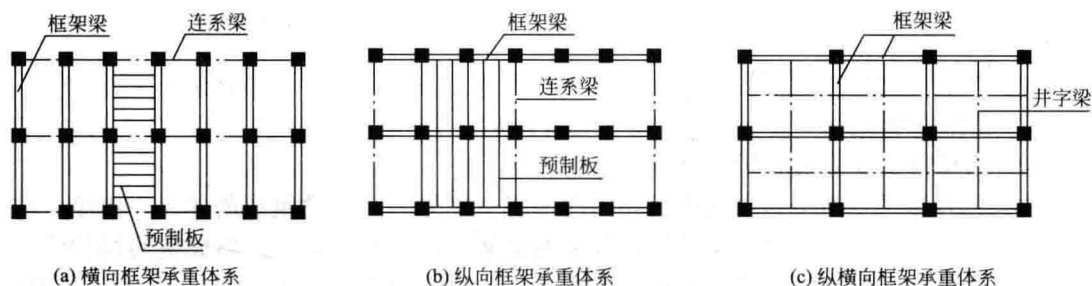 框架梁
连系梁
预制板
(a) 横向框架承重体系
框架梁
连系梁
预制板
(b) 纵向框架承重体系
框架梁
井字梁
(c) 纵横向框架承重体系